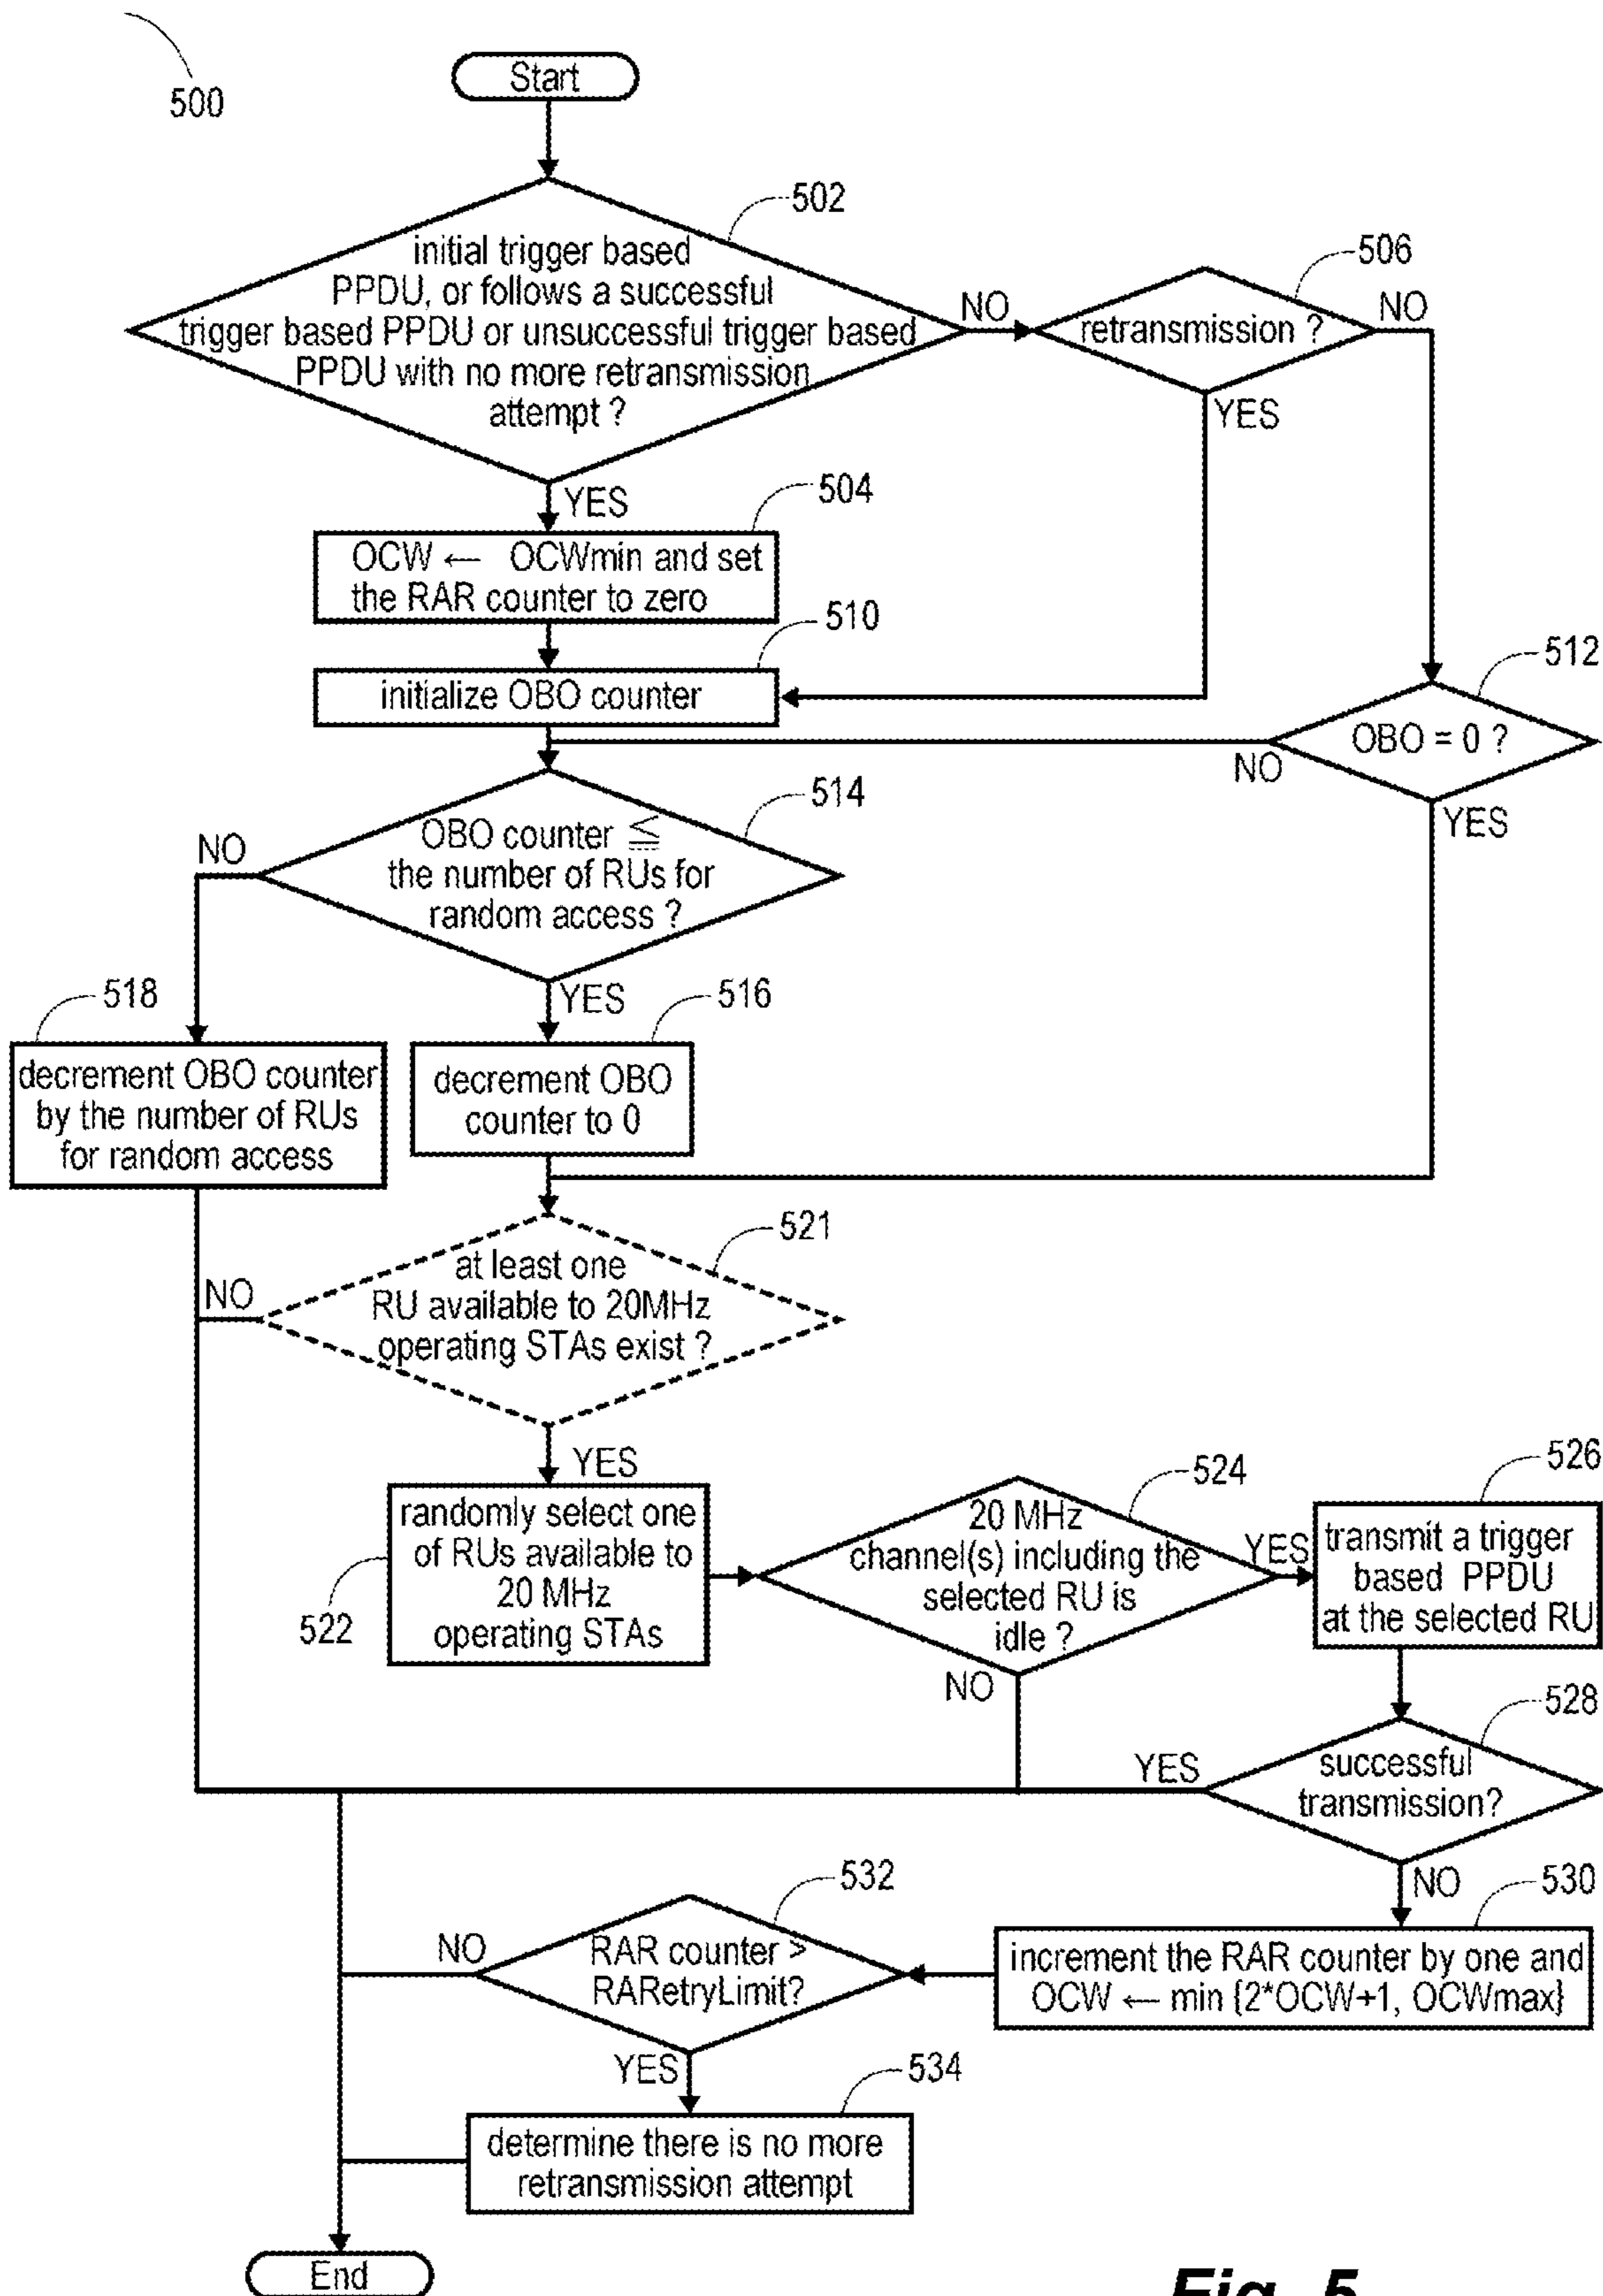 500
Start
502
initial trigger based
PPDU, or follows a successful
trigger based PPDU or unsuccessful trigger based
PPDU with no more retransmission
attempt ?
NO
506
retransmission ?
NO
YES
YES
504
OCW ← OCWmin and set
the RAR counter to zero
510
initialize OBO counter
512
OBO = 0 ?
NO
YES
514
OBO counter ≦
the number of RUs for
random access ?
NO
YES
518
decrement OBO counter
by the number of RUs
for random access
516
decrement OBO
counter to 0
521
at least one
RU available to 20MHz
operating STAs exist ?
NO
YES
522
randomly select one
of RUs available to
20 MHz
operating STAs
524
20 MHz
channel(s) including the
selected RU is
idle ?
YES
NO
526
transmit a trigger
based PPDU
at the selected RU
528
successful
transmission?
YES
NO
530
increment the RAR counter by one and
OCW ← min {2*OCW+1, OCWmax}
532
RAR counter >
RARetryLimit?
NO
YES
534
determine there is no more
retransmission attempt
End
Fig. 5